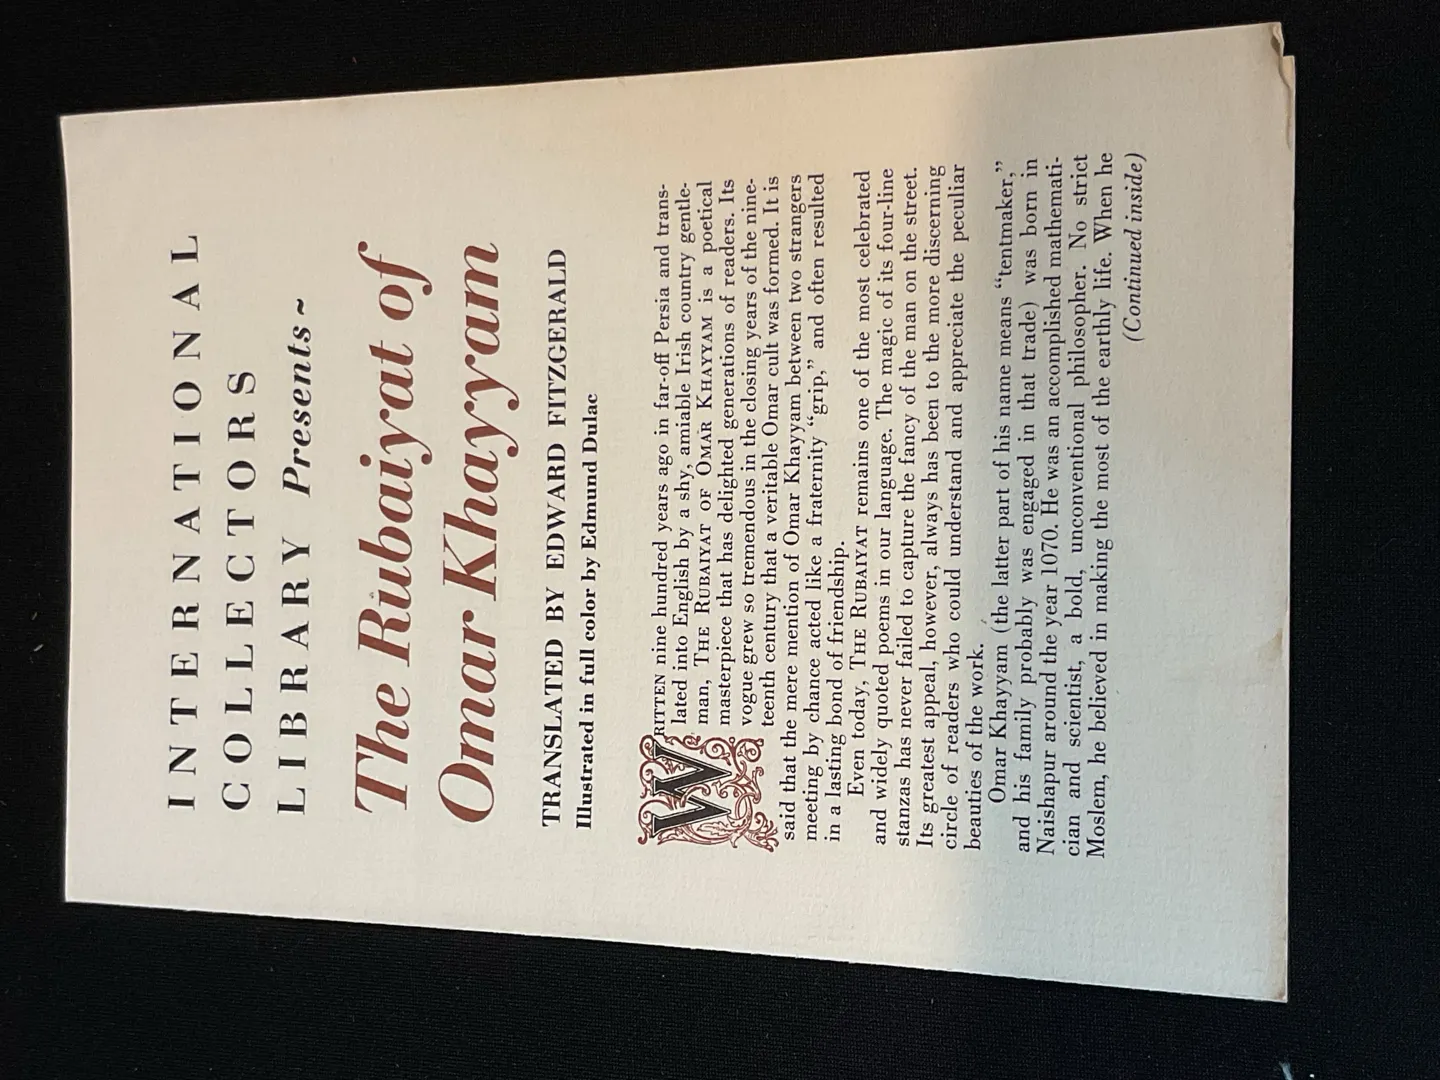 INTERNATIONAL
COLLECTORS
LIBRARY Presents~
The Rubaiyat of
Omar Khayyam
TRANSLATED BY EDWARD FITZGERALD
Illustrated in full color by Edmund Dulac
WRITTEN nine hundred years ago in far-off Persia and trans-
lated into English by a shy, amiable Irish country gentle-
man, THE RUBAIYAT OF OMAR KHAYYAM is a poetical
masterpiece that has delighted generations of readers. Its
vogue grew so tremendous in the closing years of the nine-
teenth century that a veritable Omar cult was formed. It is
said that the mere mention of Omar Khayyam between two strangers
meeting by chance acted like a fraternity “grip,” and often resulted
in a lasting bond of friendship.
Even today, THE RUBAIYAT remains one of the most celebrated
and widely quoted poems in our language. The magic of its four-line
stanzas has never failed to capture the fancy of the man on the street.
Its greatest appeal, however, always has been to the more discerning
circle of readers who could understand and appreciate the peculiar
beauties of the work.
Omar Khayyam (the latter part of his name means “tentmaker,”
and his family probably was engaged in that trade) was born in
Naishapur around the year 1070. He was an accomplished mathemati-
cian and scientist, a bold, unconventional philosopher. No strict
Moslem, he believed in making the most of the earthly life. When he
(Continued inside)